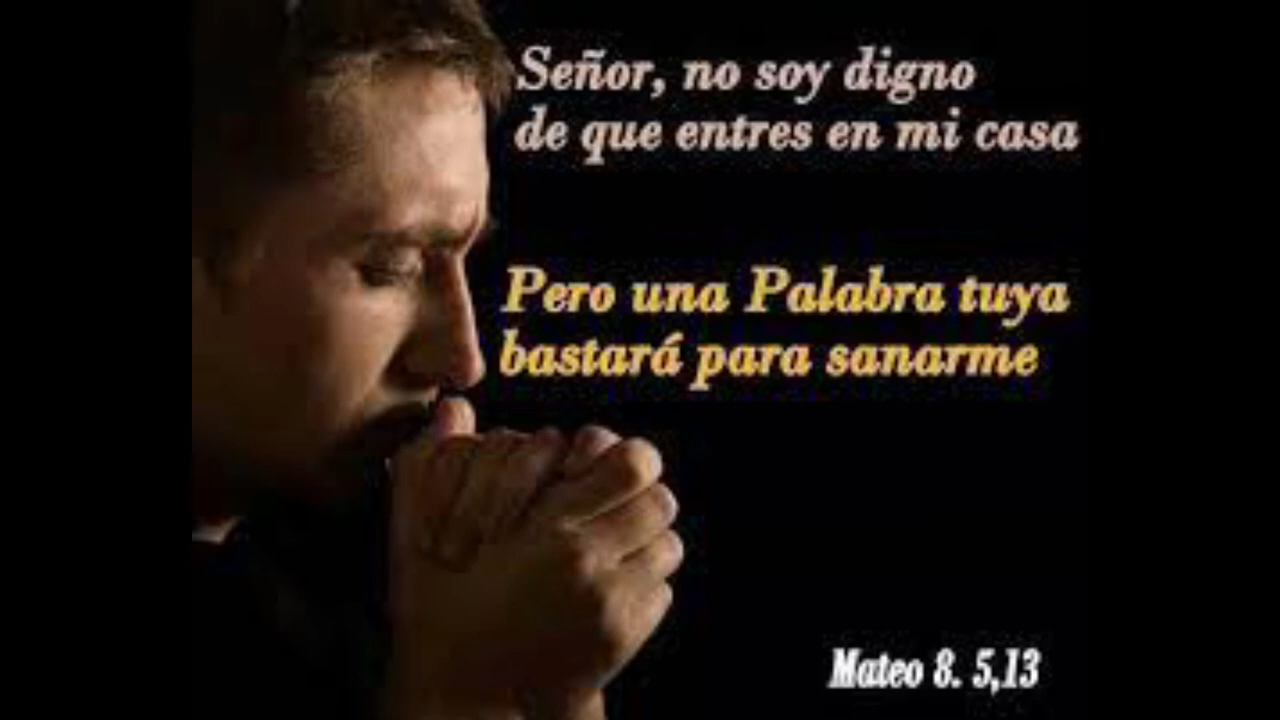 Señor, no soy digno
de que entres en mi casa
Pero una Palabra tuya
bastará para sanarme
Mateo 8. 5,13